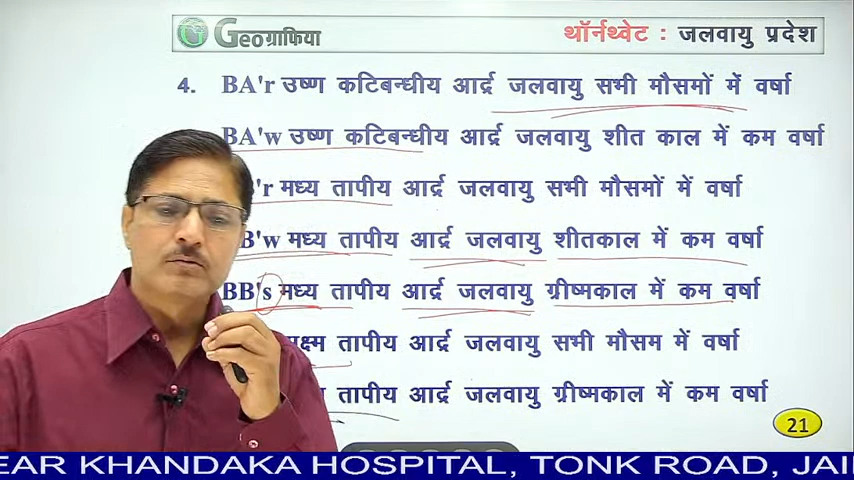 Geoग्राफिया
थॉर्नथ्वेट : जलवायु प्रदेश
4. BA'r उष्ण कटिबन्धीय आर्द्र जलवायु सभी मौसमों में वर्षा
BA'w उष्ण कटिबन्धीय आर्द्र जलवायु शीत काल में कम वर्षा
'r मध्य तापीय आर्द्र जलवायु सभी मौसमों में वर्षा
B'w मध्य तापीय आर्द्र जलवायु शीतकाल में कम वर्षा
BB's मध्य तापीय आर्द्र जलवायु ग्रीष्मकाल में कम वर्षा
तापीय आर्द्र जलवायु सभी मौसम में वर्षा
तापीय आर्द्र जलवायु ग्रीष्मकाल में कम वर्षा
21
EAR KHANDAKA HOSPITAL, TONK ROAD, JAI